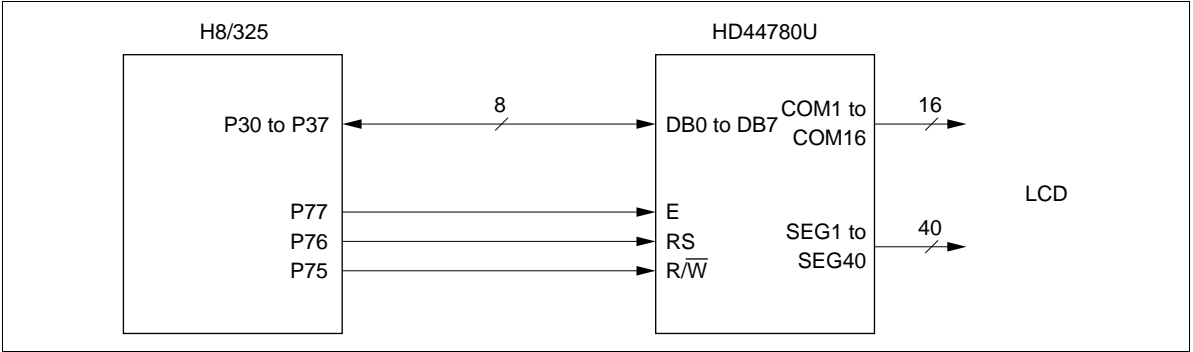 H8/325
HD44780U
P30 to P37
8
DB0 to DB7
COM1 to
COM16
16
LCD
P77
E
P76
RS
P75
R/W̅
SEG1 to
SEG40
40